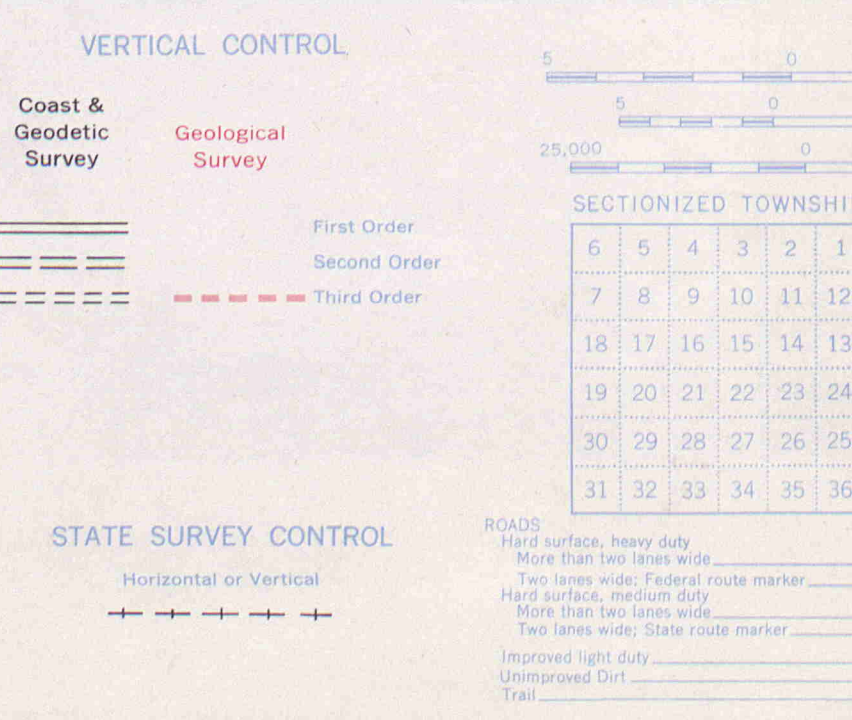 VERTICAL CONTROL
Coast &
Geodetic
Survey
Geological
Survey
First Order
Second Order
Third Order
STATE SURVEY CONTROL
Horizontal or Vertical
5 0
5 0
25,000 0
SECTIONIZED TOWNSHI
6 5 4 3 2 1
7 8 9 10 11 12
18 17 16 15 14 13
19 20 21 22 23 24
30 29 28 27 26 25
31 32 33 34 35 36
ROADS
Hard surface, heavy duty
More than two lanes wide
Two lanes wide; Federal route marker
Hard surface, medium duty
More than two lanes wide
Two lanes wide; State route marker
Improved light duty
Unimproved Dirt
Trail